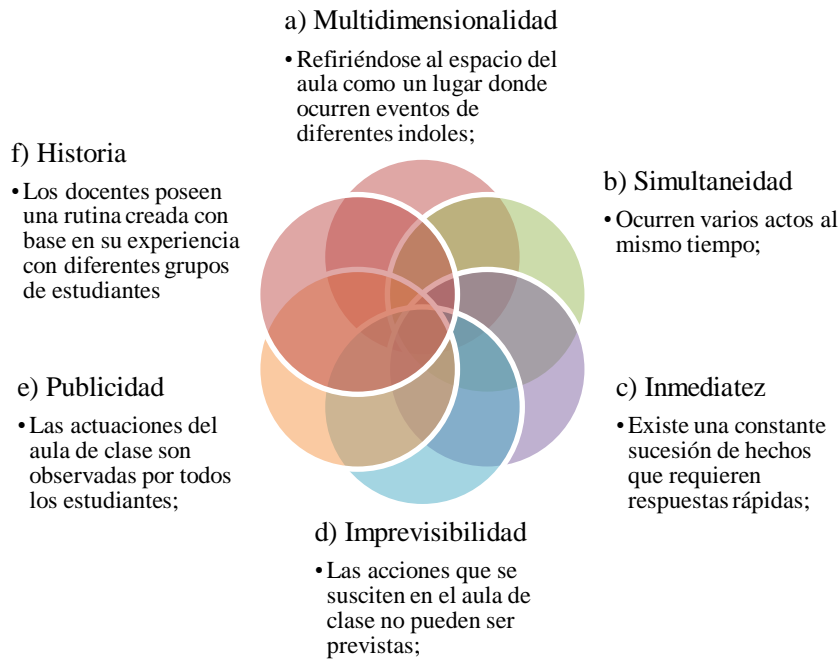 a) Multidimensionalidad
• Refiriéndose al espacio del
aula como un lugar donde
ocurren eventos de
diferentes indoles;
b) Simultaneidad
• Ocurren varios actos al
mismo tiempo;
c) Inmediatez
• Existe una constante
sucesión de hechos
que requieren
respuestas rápidas;
d) Imprevisibilidad
• Las acciones que se
susciten en el aula de
clase no pueden ser
previstas;
e) Publicidad
• Las actuaciones del
aula de clase son
observadas por todos
los estudiantes;
f) Historia
• Los docentes poseen
una rutina creada con
base en su experiencia
con diferentes grupos
de estudiantes